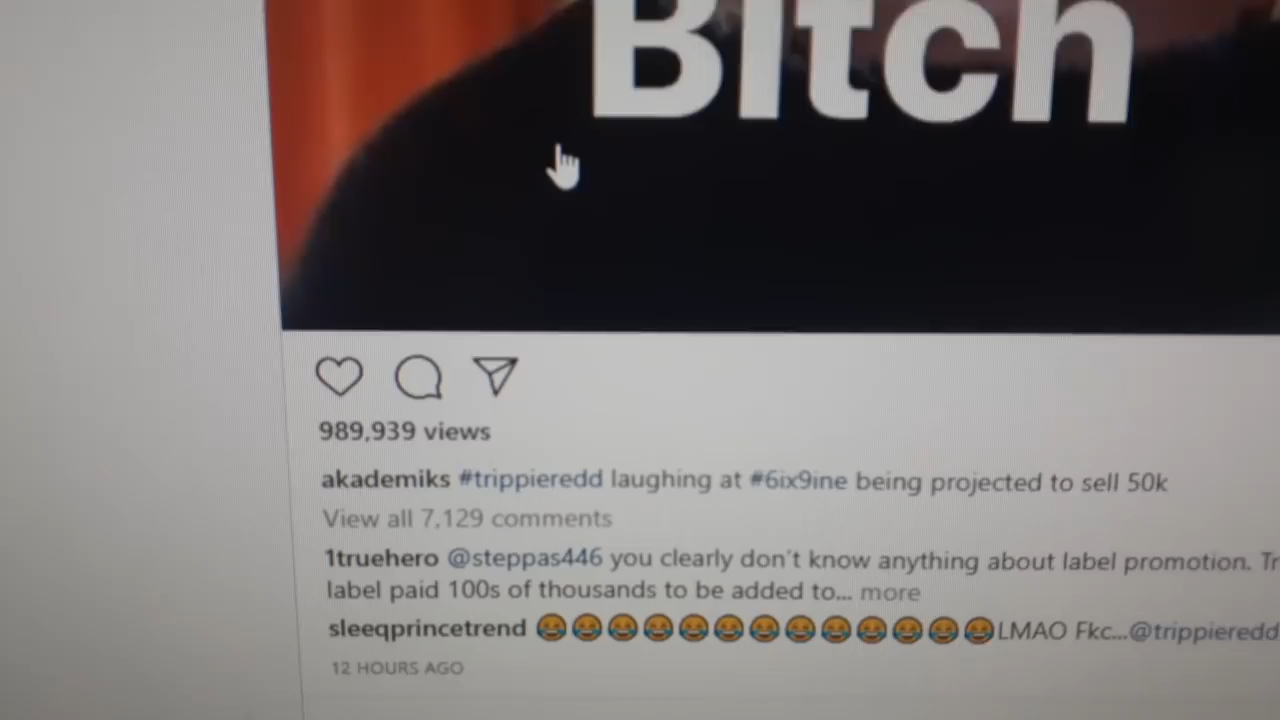 Bitch
989,939 views
akademiks #trippieredd laughing at #6ix9ine being projected to sell 50k
View all 7,129 comments
1truehero @steppas446 you clearly don't know anything about label promotion. Tr
label paid 100s of thousands to be added to... more
sleeqprincetrend 😂😂😂😂😂😂😂😂😂😂😂😂😂LMAO Fkc...@trippieredd
12 HOURS AGO